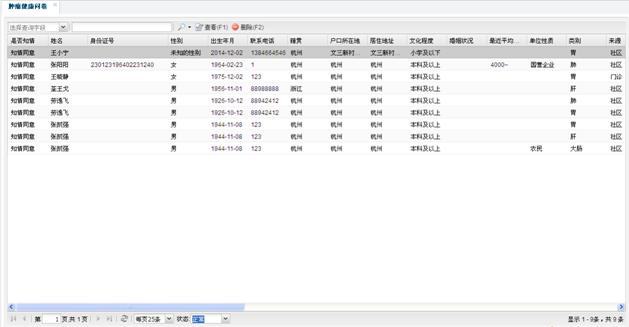 肿瘤健康问卷
选择查询字段 查看(F1) 删除(F2)
是否知情 姓名 身份证号 性别 出生年月 联系电话 籍贯 户口所在地 居住地址 文化程度 婚姻状况 最近平均... 单位性质 类别 来源
知情同意 王小宁 未知的性别 2014-12-02 1384664546 杭州 文三新村... 文三新村... 小学及以下 胃 社区
知情同意 张阳阳 230123196402231240 女 1964-02-23 1 杭州 杭州 杭州 本科及以上 4000~ 国营企业 肺 社区
知情同意 王晓静 女 1975-12-02 123 杭州 杭州 杭州 本科及以上 胃 门诊
知情同意 王戈 男 1956-11-01 88988888 浙江 杭州 杭州 本科及以上 肝 社区
知情同意 劳逸飞 男 1926-10-12 88942412 杭州 杭州 杭州 本科及以上 肺 社区
知情同意 劳逸飞 男 1926-10-12 88942412 杭州 杭州 杭州 本科及以上 胃 社区
知情同意 张凯强 男 1944-11-08 123 杭州 杭州 杭州 本科及以上 胃 社区
知情同意 张凯强 男 1944-11-08 123 杭州 杭州 杭州 本科及以上 肝 社区
知情同意 张凯强 男 1944-11-08 123 杭州 杭州 杭州 本科及以上 农民 大肠 社区
第 1 页,共 1 页 每页25条 状态: 正常 显示 1 - 9条，共 9 条